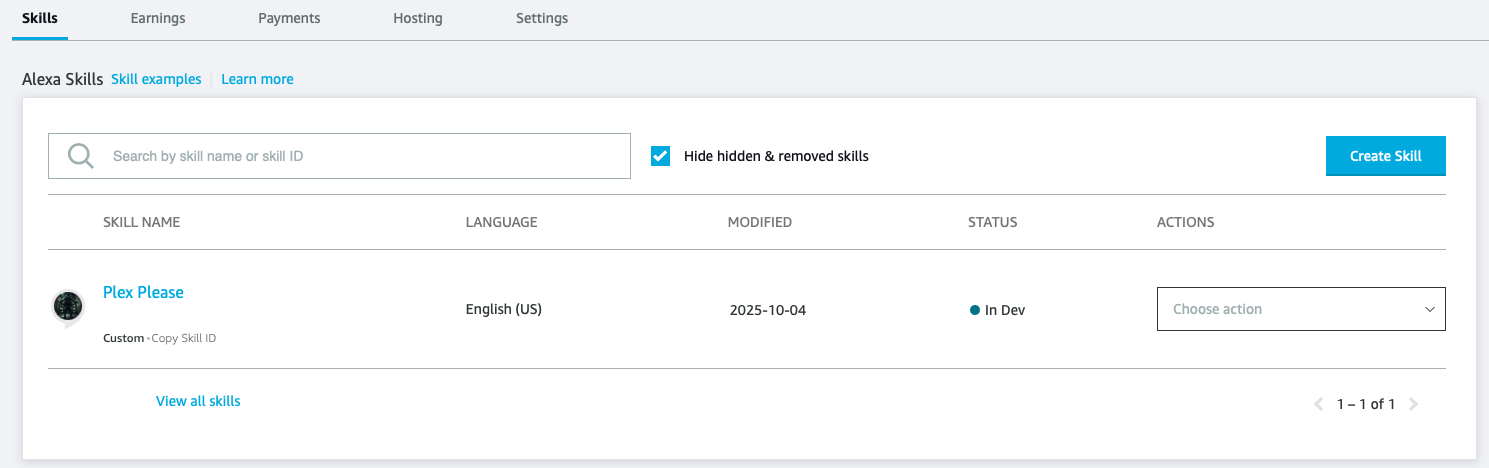 Skills Earnings Payments Hosting Settings
Alexa Skills Skill examples | Learn more
Search by skill name or skill ID Hide hidden & removed skills Create Skill
SKILL NAME LANGUAGE MODIFIED STATUS ACTIONS
Plex Please
English (US) 2025-10-04 In Dev Choose action
Custom • Copy Skill ID
View all skills 1 – 1 of 1